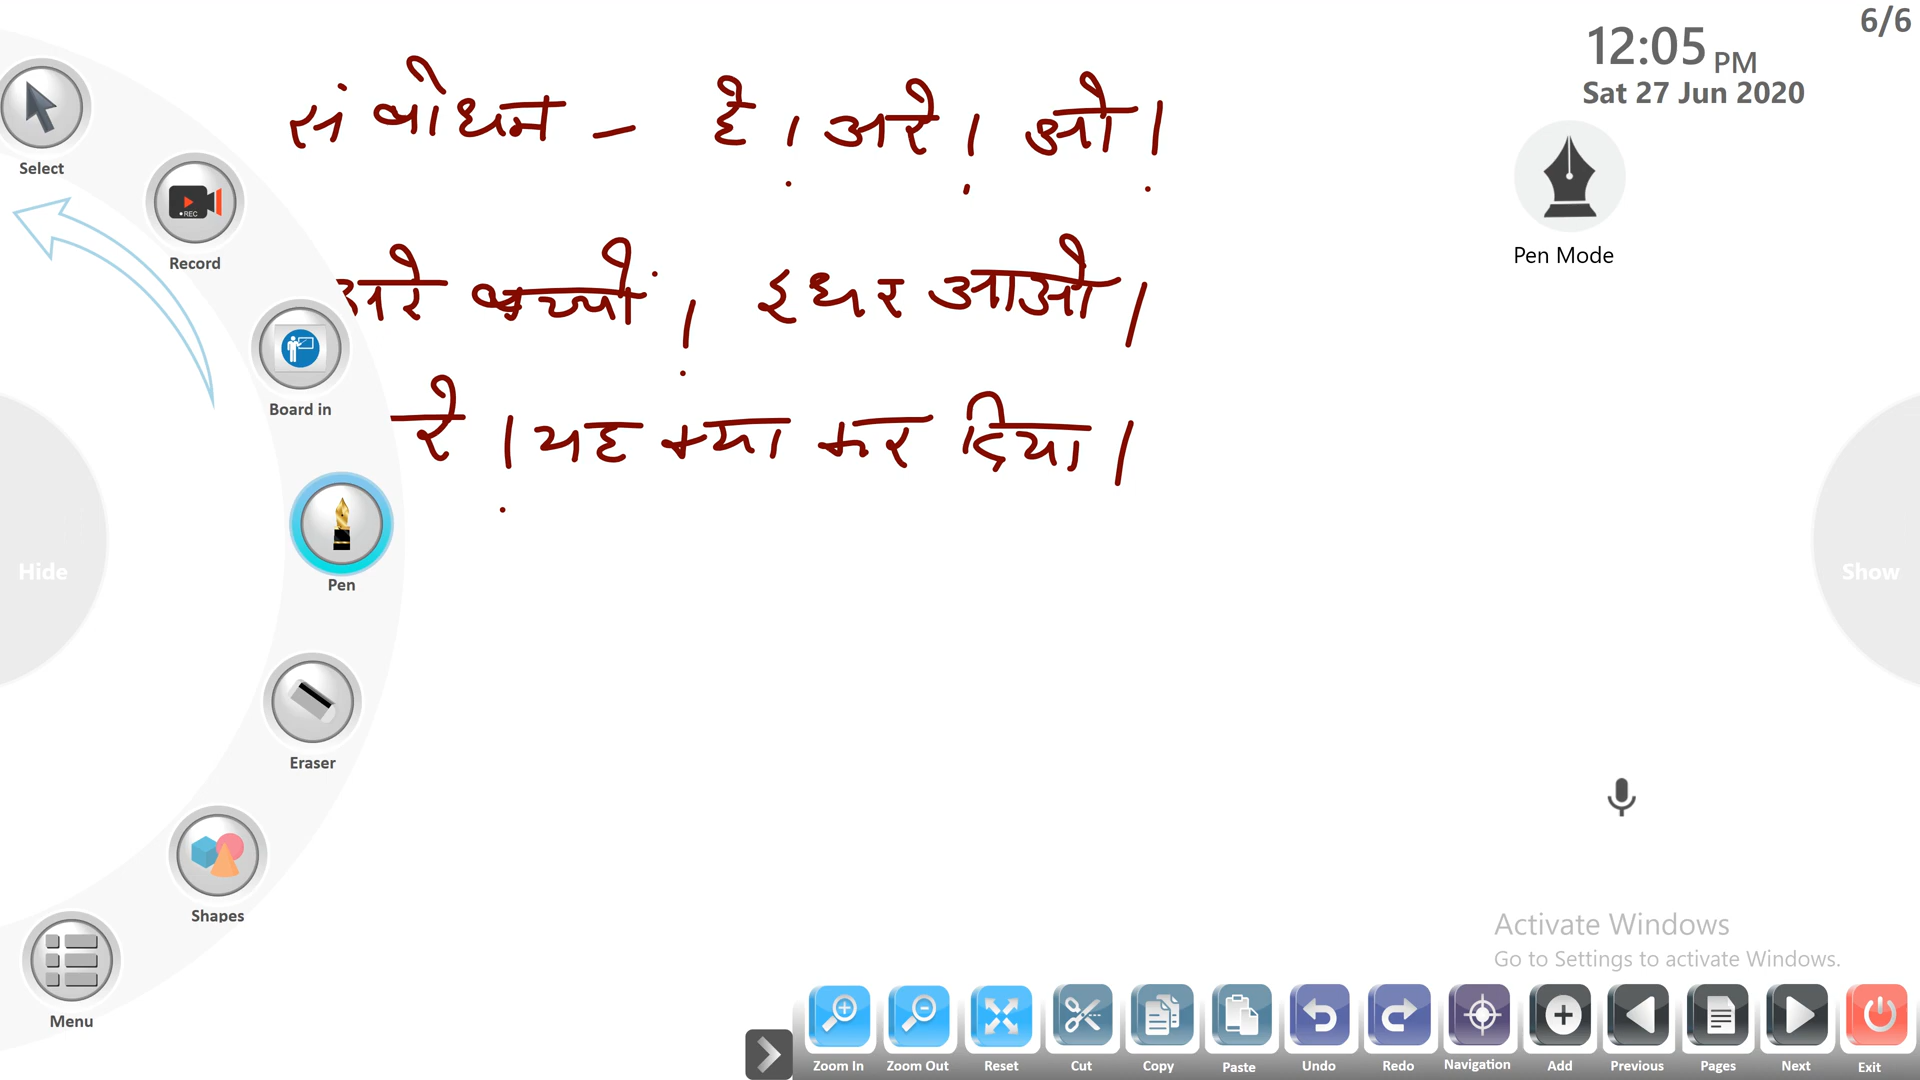 6/6
12:05 PM
Sat 27 Jun 2020
संबोधन - हे! अरे! ओ!
Select
Record
Pen Mode
अरे बच्चों! इधर आओ।
Board in
रे! यह क्या कर दिया।
Hide
Show
Pen
Eraser
Shapes
Activate Windows
Go to Settings to activate Windows.
Menu
Zoom In Zoom Out Reset Cut Copy Paste Undo Redo Navigation Add Previous Pages Next Exit